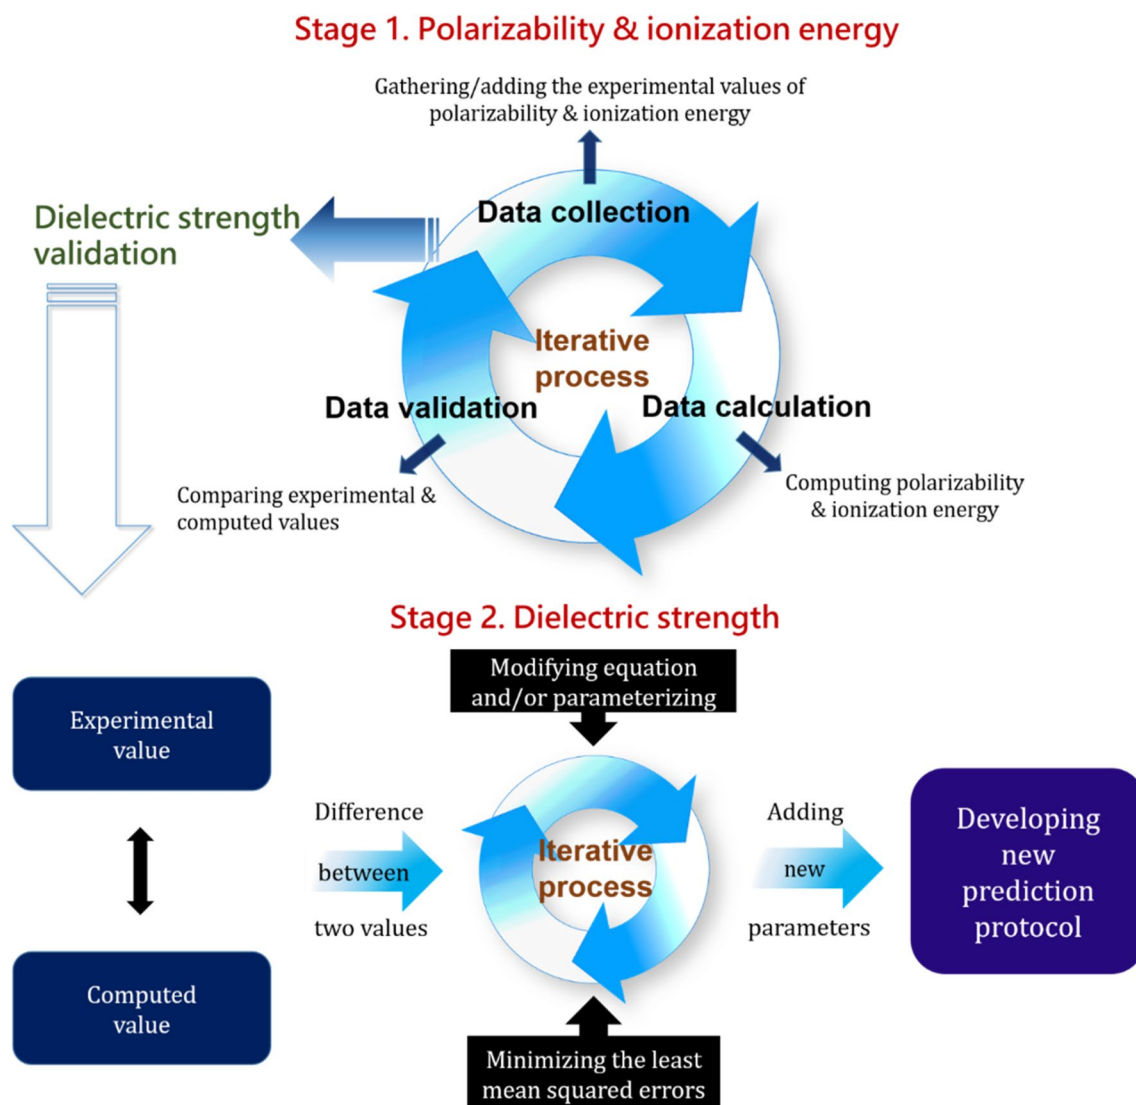 Stage 1. Polarizability & ionization energy
Gathering/adding the experimental values of
polarizability & ionization energy
Data collection
Dielectric strength
validation
Iterative
process
Data validation
Data calculation
Comparing experimental &
computed values
Computing polarizability
& ionization energy
Stage 2. Dielectric strength
Modifying equation
and/or parameterizing
Experimental
value
Computed
value
Difference
between
two values
Iterative
process
Adding
new
parameters
Developing
new
prediction
protocol
Minimizing the least
mean squared errors